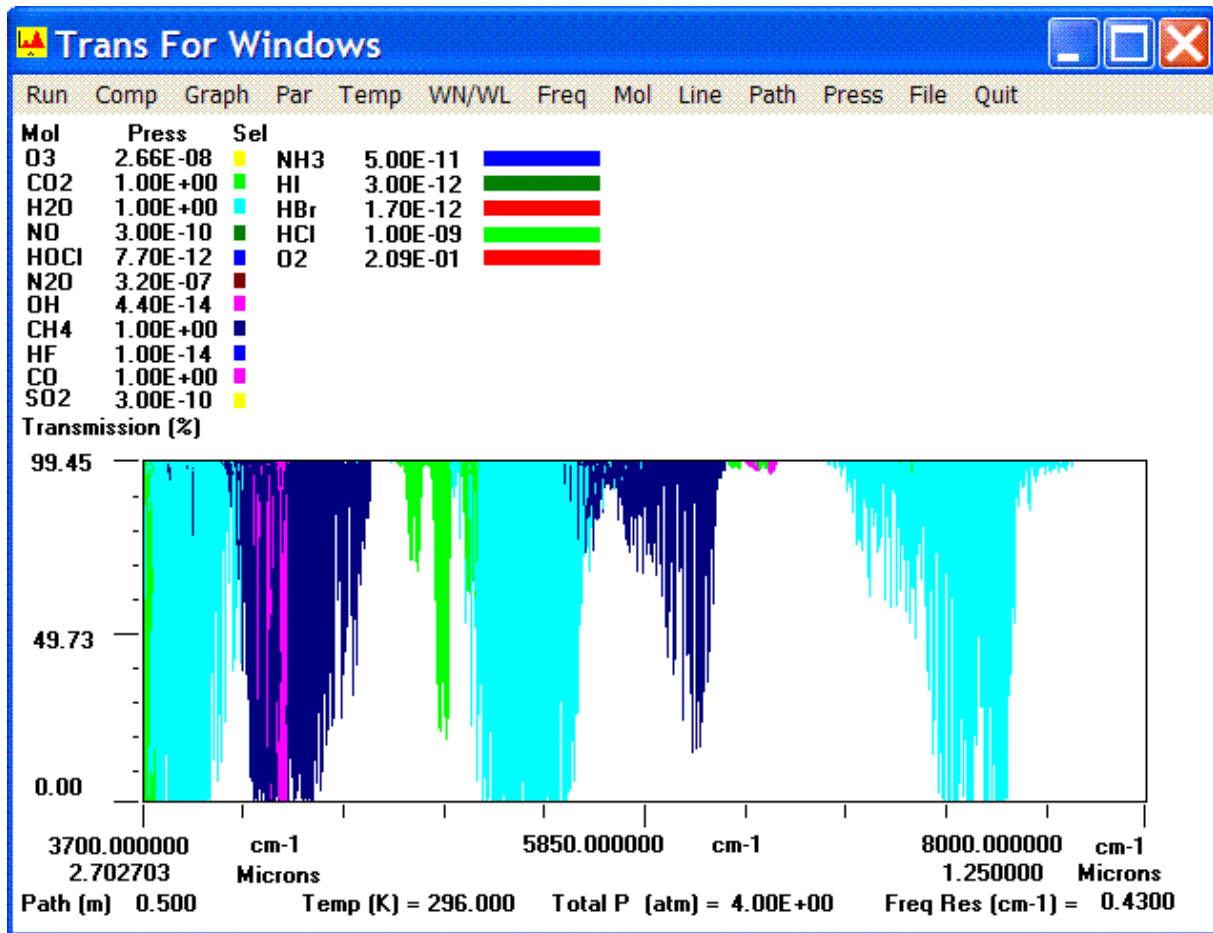 Trans For Windows
Run Comp Graph Par Temp WN/WL Freq Mol Line Path Press File Quit
Mol Press Sel
O3 2.66E-08 NH3 5.00E-11
CO2 1.00E+00 HI 3.00E-12
H2O 1.00E+00 HBr 1.70E-12
NO 3.00E-10 HCl 1.00E-09
HOCl 7.70E-12 O2 2.09E-01
N2O 3.20E-07
OH 4.40E-14
CH4 1.00E+00
HF 1.00E-14
CO 1.00E+00
SO2 3.00E-10
Transmission (%)
99.45
49.73
0.00
3700.000000 cm-1 5850.000000 cm-1 8000.000000 cm-1
2.702703 Microns 1.250000 Microns
Path (m) 0.500 Temp (K) = 296.000 Total P (atm) = 4.00E+00 Freq Res (cm-1) = 0.4300